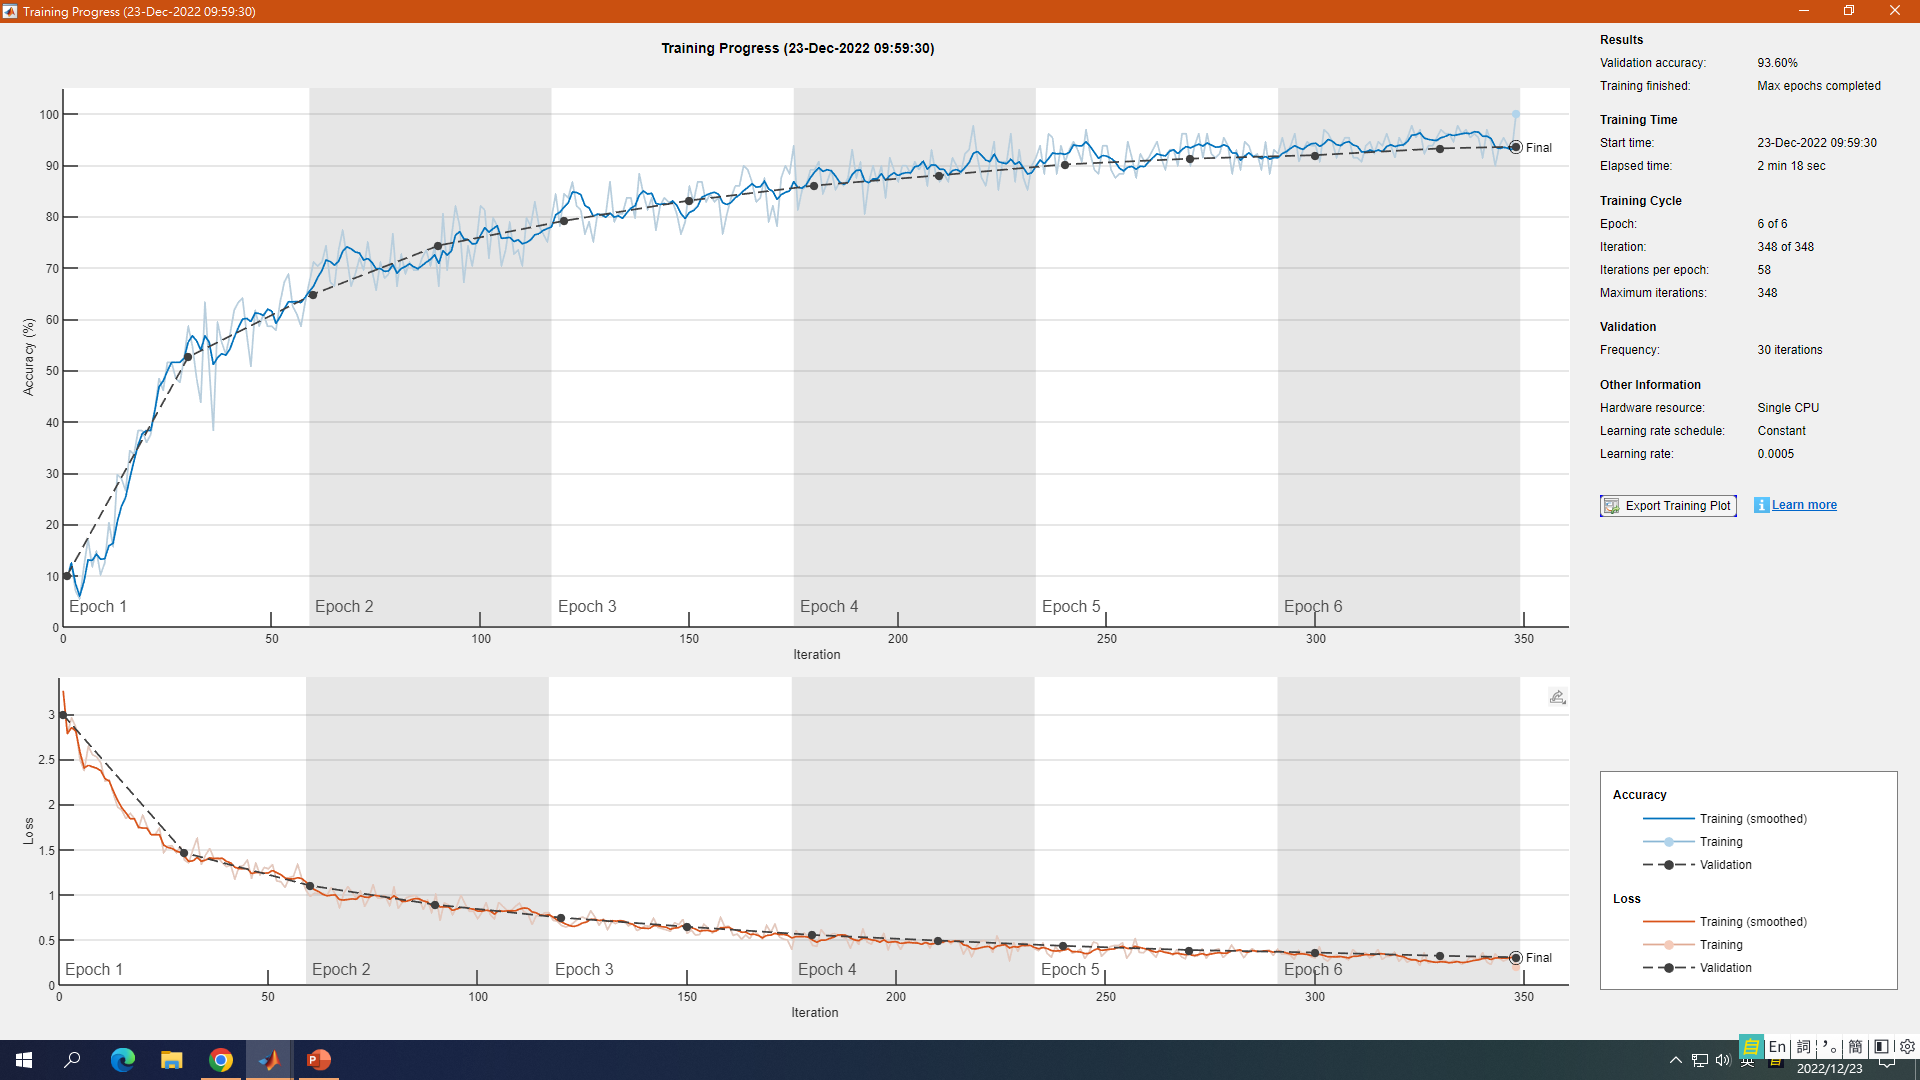 Training Progress (23-Dec-2022 09:59:30)
Training Progress (23-Dec-2022 09:59:30)
Accuracy (%)
100
90
80
70
60
50
40
30
20
10
0
Epoch 1
Epoch 2
Epoch 3
Epoch 4
Epoch 5
Epoch 6
Final
0
50
100
150
200
250
300
350
Iteration
Loss
3
2.5
2
1.5
1
0.5
0
Epoch 1
Epoch 2
Epoch 3
Epoch 4
Epoch 5
Epoch 6
Final
0
50
100
150
200
250
300
350
Iteration
Results
Validation accuracy: 93.60%
Training finished: Max epochs completed
Training Time
Start time: 23-Dec-2022 09:59:30
Elapsed time: 2 min 18 sec
Training Cycle
Epoch: 6 of 6
Iteration: 348 of 348
Iterations per epoch: 58
Maximum iterations: 348
Validation
Frequency: 30 iterations
Other Information
Hardware resource: Single CPU
Learning rate schedule: Constant
Learning rate: 0.0005
Export Training Plot
Learn more
Accuracy
Training (smoothed)
Training
Validation
Loss
Training (smoothed)
Training
Validation
自 En 詞 簡
2022/12/23